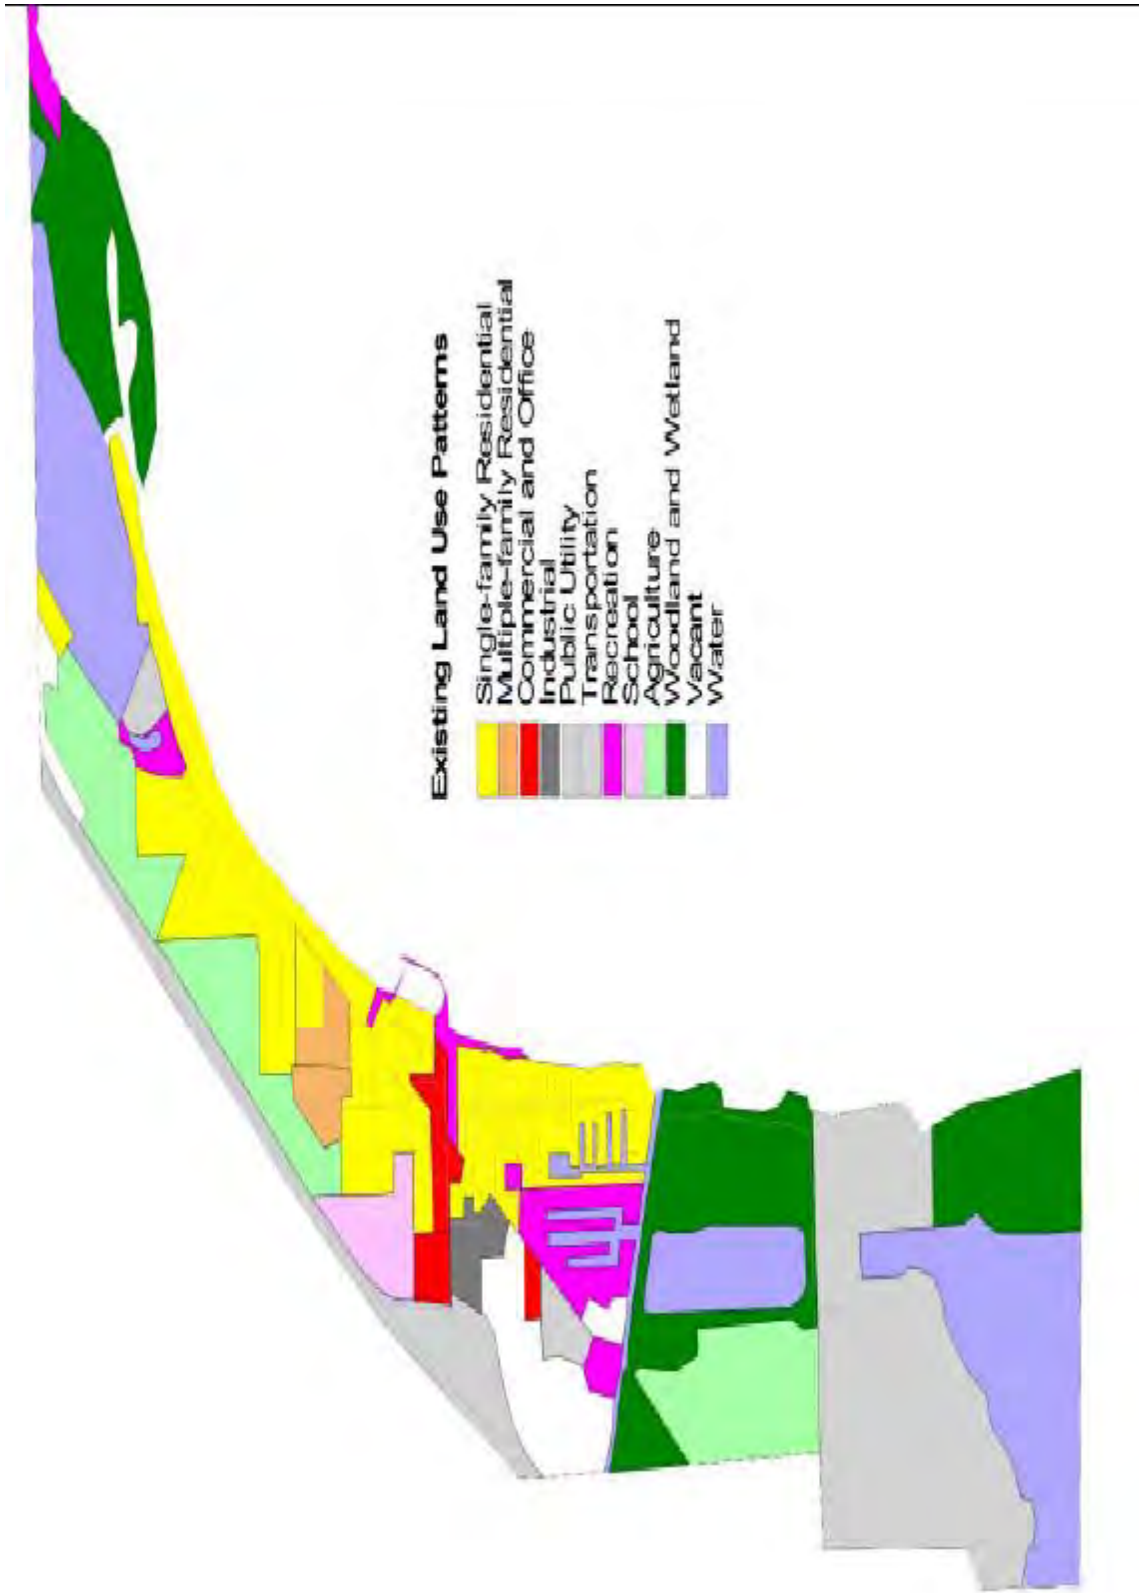 Existing Land Use Patterns
Single-family Residential
Multiple-family Residential
Commercial and Office
Industrial
Public Utility
Transportation
Recreation
School
Agriculture
Woodland and Wetland
Vacant
Water